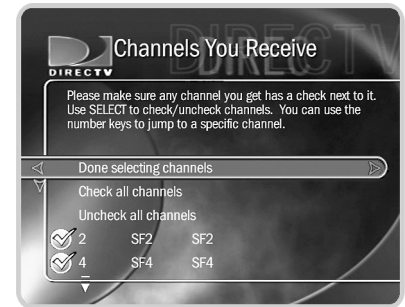 Channels You Receive
DIRECTV
Please make sure any channel you get has a check next to it.
Use SELECT to check/uncheck channels. You can use the
number keys to jump to a specific channel.
Done selecting channels
Check all channels
Uncheck all channels
2 SF2 SF2
4 SF4 SF4